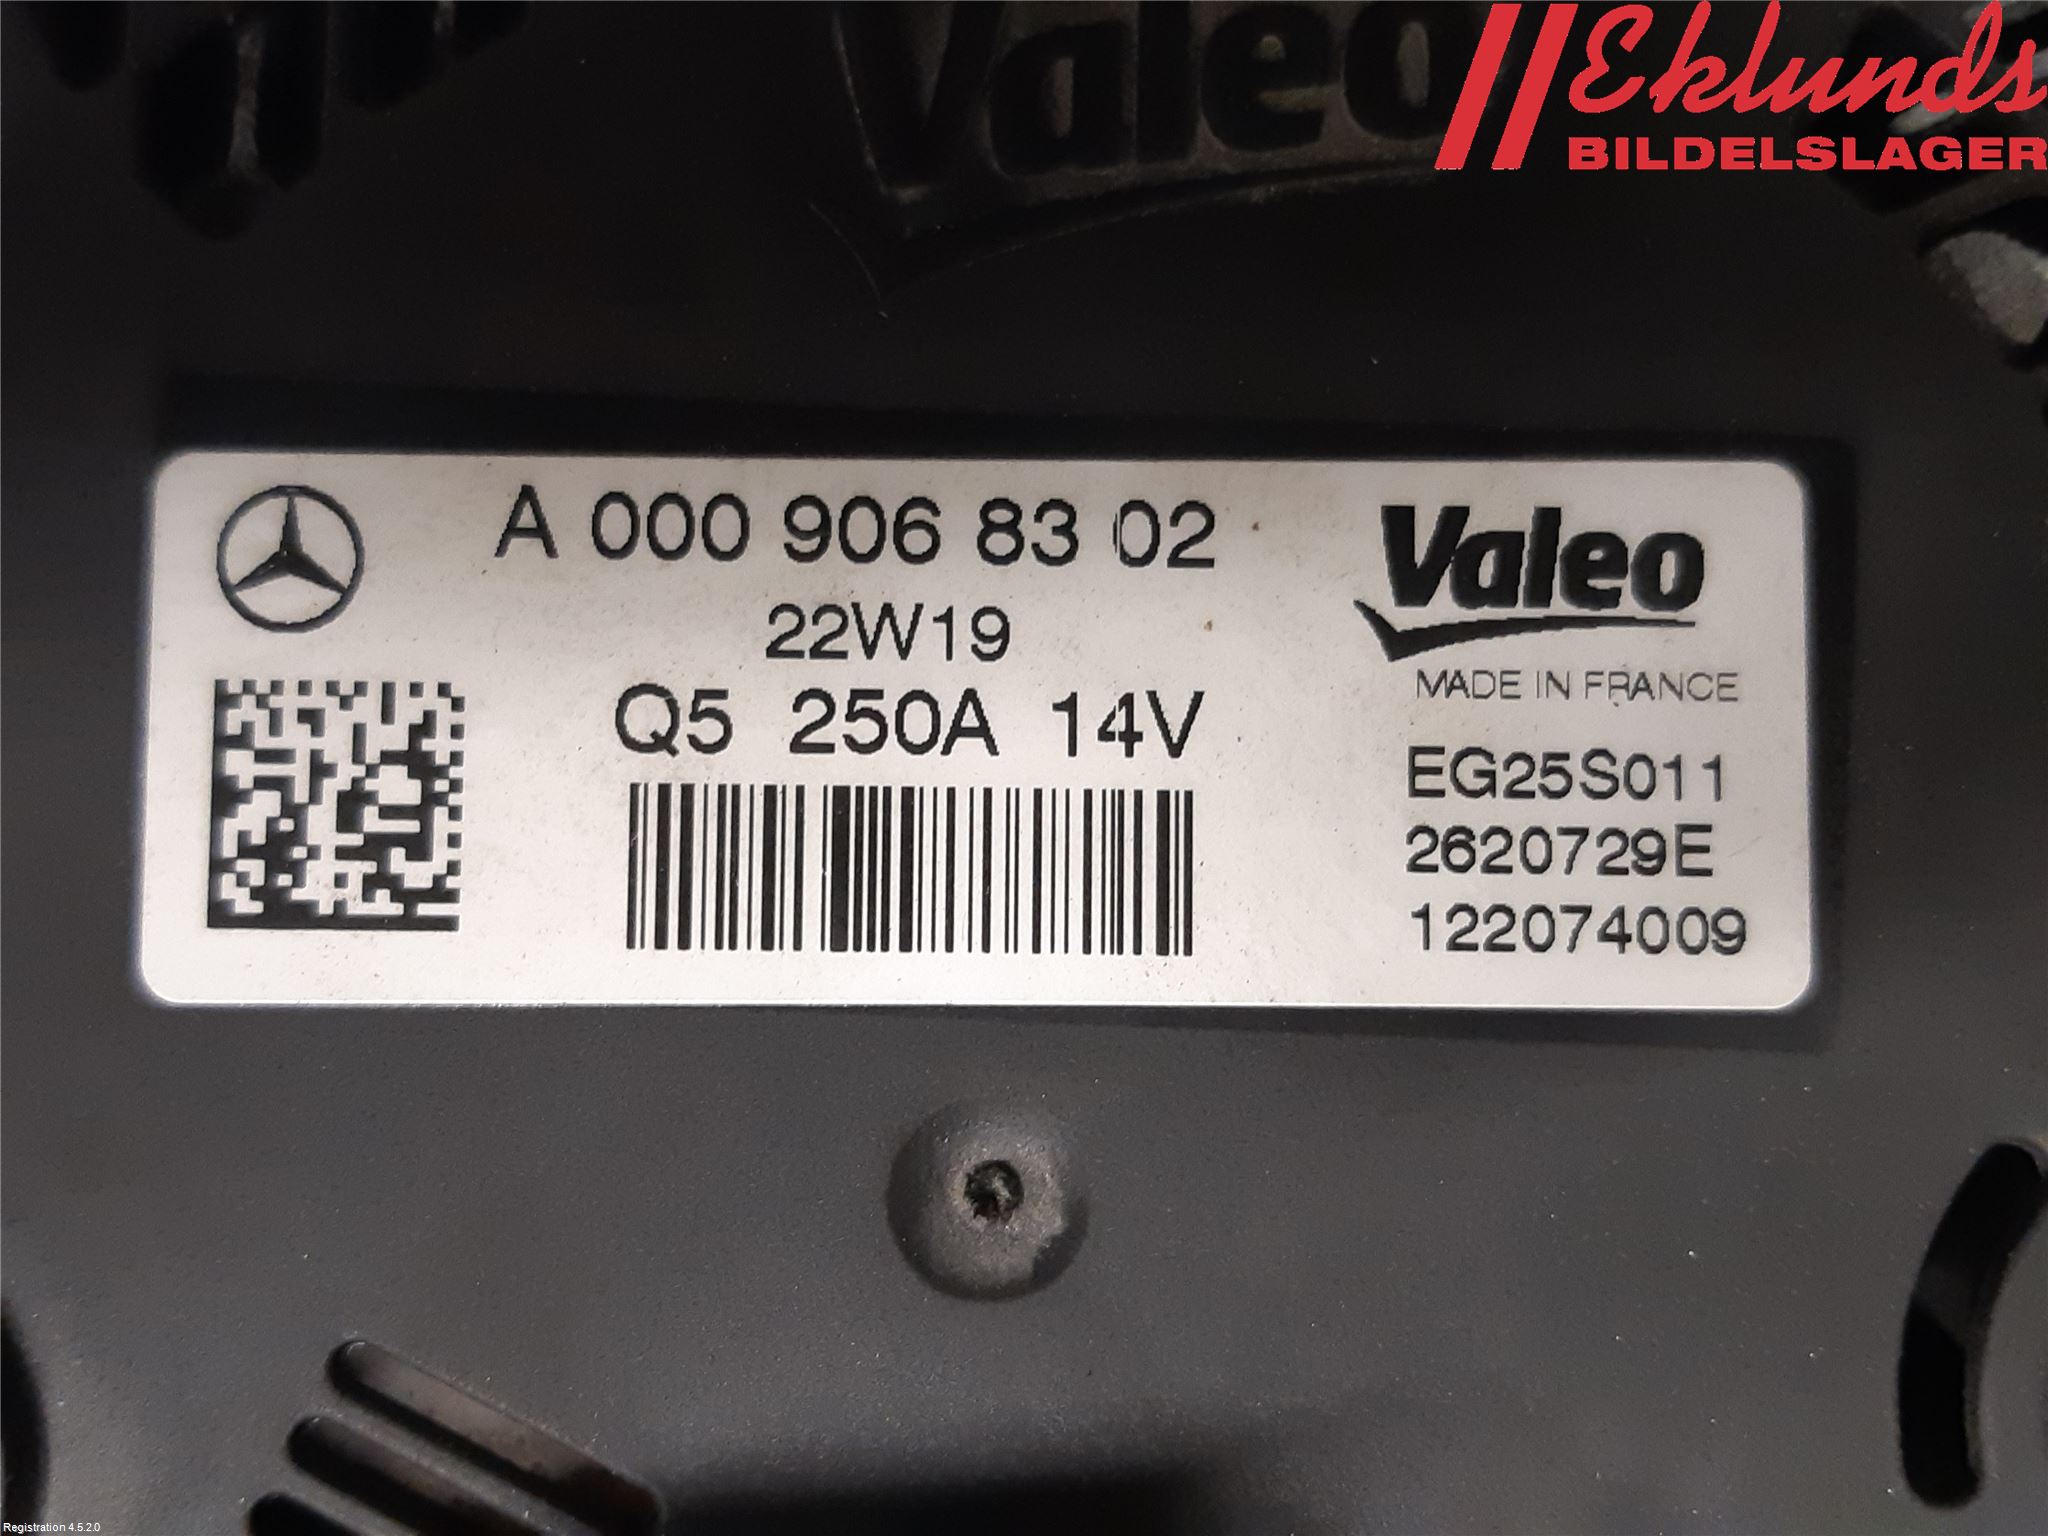 Valeo
Eklunds
BILDELSLAGER
A 000 906 83 02
22W19
Q5 250A 14V
Valeo
MADE IN FRANCE
EG25S011
2620729E
122074009
Registration 4.5.2.0